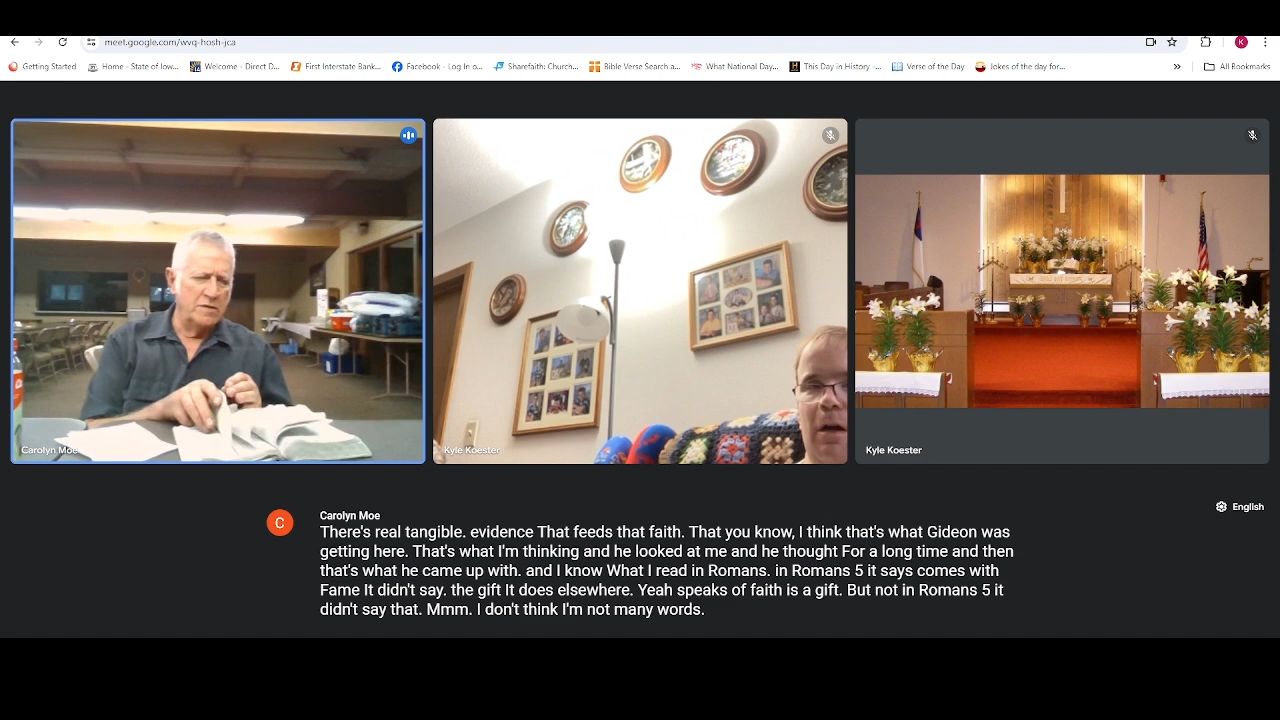 meet.google.com/wvq-hosh-jca
K
Getting Started
Home - State of Iow...
Welcome - Direct D...
First Interstate Bank...
Facebook - Log In o...
Sharefaith: Church...
Bible Verse Search a...
What National Day...
This Day in History -...
Verse of the Day
Jokes of the day for...
»
All Bookmarks
Carolyn Moe
Kyle Koester
Kyle Koester
English
C
Carolyn Moe
There's real tangible. evidence That feeds that faith. That you know, I think that's what Gideon was
getting here. That's what I'm thinking and he looked at me and he thought For a long time and then
that's what he came up with. and I know What I read in Romans. in Romans 5 it says comes with
Fame It didn't say. the gift It does elsewhere. Yeah speaks of faith is a gift. But not in Romans 5 it
didn't say that. Mmm. I don't think I'm not many words.